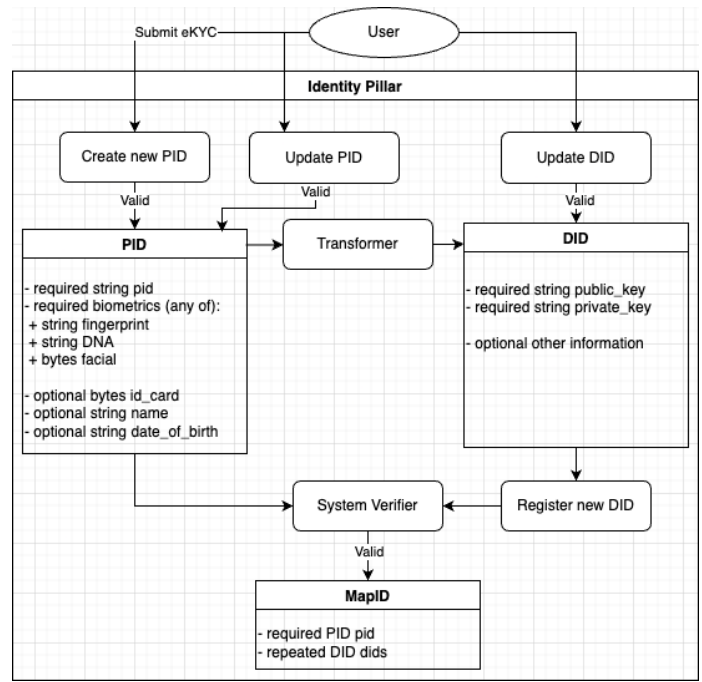 User
Submit eKYC
Identity Pillar
Create new PID
Update PID
Update DID
Valid
Valid
Valid
PID
- required string pid
- required biometrics (any of):
+ string fingerprint
+ string DNA
+ bytes facial
- optional bytes id_card
- optional string name
- optional string date_of_birth
Transformer
DID
- required string public_key
- required string private_key
- optional other information
System Verifier
Register new DID
Valid
MapID
- required PID pid
- repeated DID dids